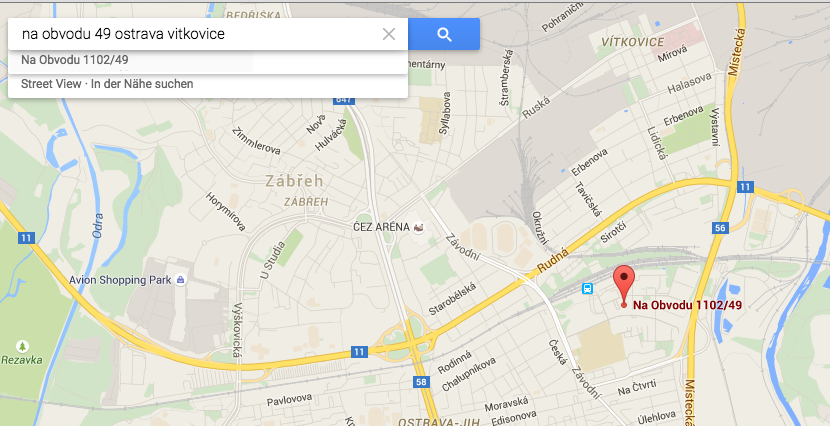 BEDŘIŠKA
Pohraniční
na obvodu 49 ostrava vitkovice
Na Obvodu 1102/49
Street View · In der Nähe suchen
VÍTKOVICE
Mírová
Místecká
mentárny
Štramberská
Halasova
647
Nová
Hulvácká
Syllabova
Ruská
Výstavní
Zimmlerova
Erbenova
Lidická
Erbenova
Zábřeh
ZÁBŘEH
Tavičská
11
Horymírova
Odra
ČEZ ARÉNA
Okružní
Sirotčí
56
11
Závodní
U Studia
Rudná
Avion Shopping Park
Na Obvodu 1102/49
Starobělská
Výškovická
Rezavka
11
Rodinná
Česká
Chalupníkova
58
Závodní
Na Čtvrti
Místecká
Pavlovova
Moravská
Edisonova
Úlehlova
OSTRAVA-JIH